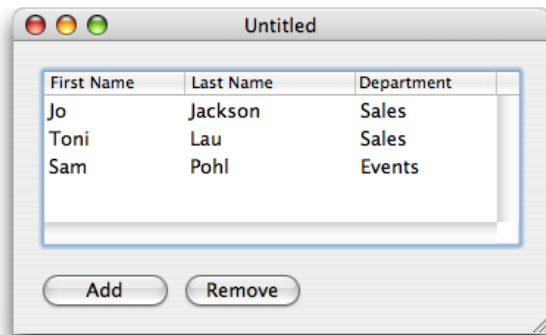 Untitled
First Name Last Name Department
Jo Jackson Sales
Toni Lau Sales
Sam Pohl Events
Add Remove